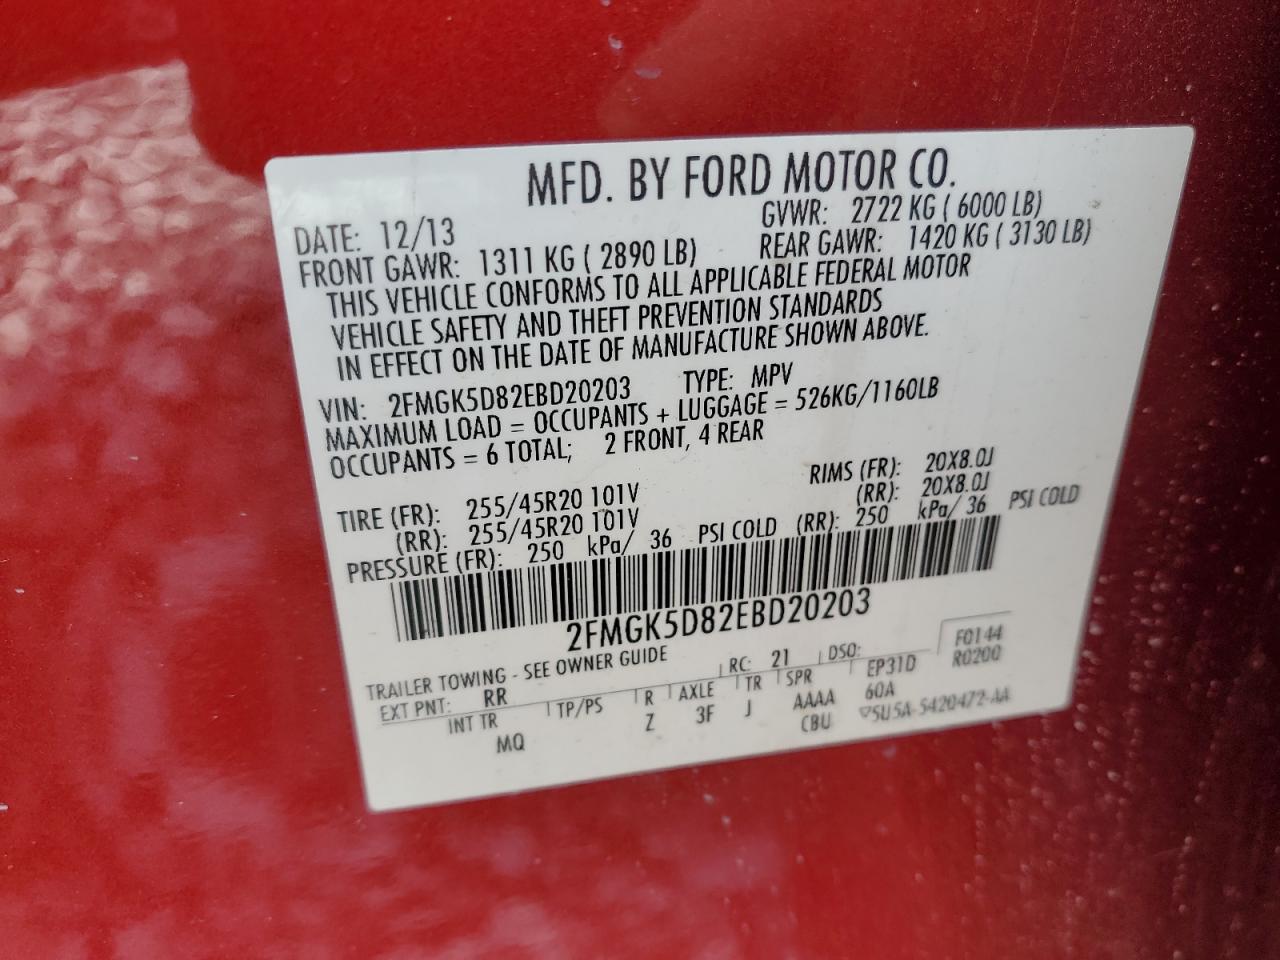 MFD. BY FORD MOTOR CO.
DATE: 12/13 GVWR: 2722 KG ( 6000 LB)
FRONT GAWR: 1311 KG ( 2890 LB) REAR GAWR: 1420 KG ( 3130 LB)
THIS VEHICLE CONFORMS TO ALL APPLICABLE FEDERAL MOTOR
VEHICLE SAFETY AND THEFT PREVENTION STANDARDS
IN EFFECT ON THE DATE OF MANUFACTURE SHOWN ABOVE.
VIN: 2FMGK5D82EBD20203 TYPE: MPV
MAXIMUM LOAD = OCCUPANTS + LUGGAGE = 526KG/1160LB
OCCUPANTS = 6 TOTAL; 2 FRONT, 4 REAR
TIRE (FR): 255/45R20 101V RIMS (FR): 20X8.0J
(RR): 255/45R20 101V (RR): 20X8.0J
PRESSURE (FR): 250 kPa/ 36 PSI COLD (RR): 250 kPa/ 36 PSI COLD
2FMGK5D82EBD20203
TRAILER TOWING - SEE OWNER GUIDE
EXT PNT: RR RC: 21 DSO: F0144
R0200
INT TR TP/PS R AXLE TR SPR EP31D
MQ Z 3F J AAAA 60A
CBU 5U5A-5420472-AA